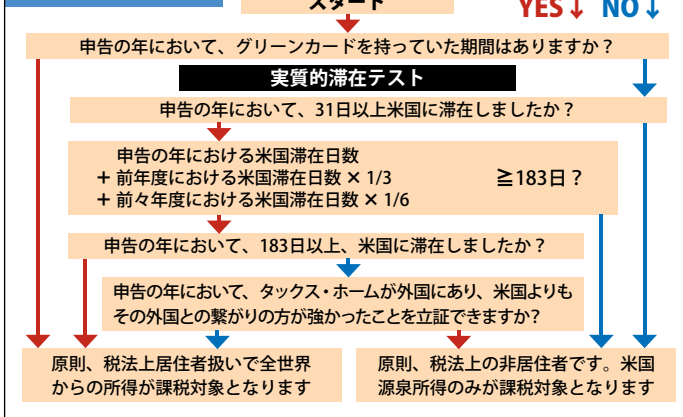 スタート
YES↓ NO↓
申告の年において、グリーンカードを持っていた期間はありますか？
実質的滞在テスト
申告の年において、31日以上米国に滞在しましたか？
申告の年における米国滞在日数
＋ 前年度における米国滞在日数 × 1/3 ≧183日？
＋ 前々年度における米国滞在日数 × 1/6
申告の年において、183日以上、米国に滞在しましたか？
申告の年において、タックス・ホームが外国にあり、米国よりも
その外国との繋がりの方が強かったことを立証できますか？
原則、税法上居住者扱いで全世界
からの所得が課税対象となります
原則、税法上の非居住者です。米国
源泉所得のみが課税対象となります